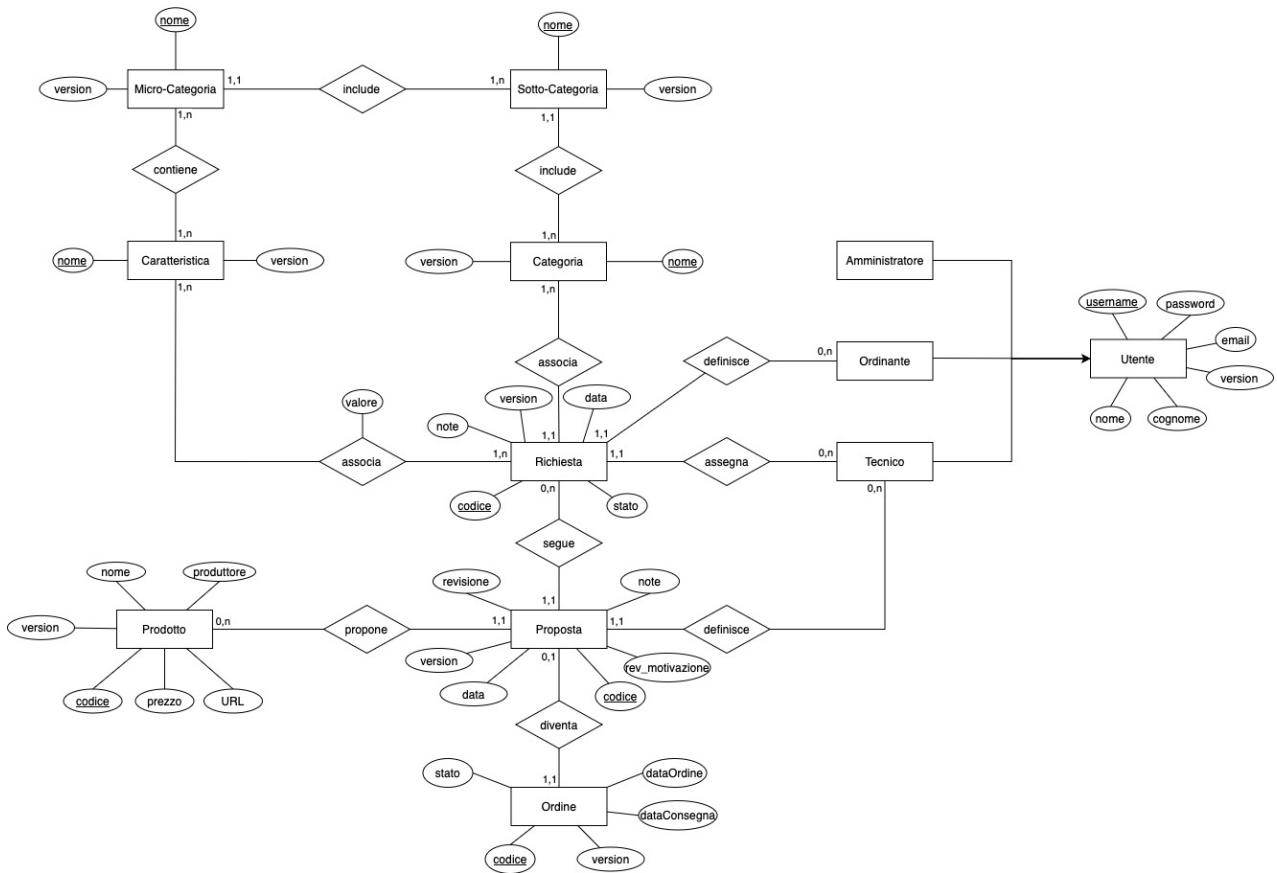 nome
nome
version
Micro-Categoria
1,1
include
1,n
Sotto-Categoria
version
1,n
1,1
contiene
include
1,n
1,n
nome
Caratteristica
version
version
Categoria
nome
Amministratore
1,n
1,n
username
password
email
definisce
0,n
Ordinante
Utente
associa
version
valore
version
data
nome
cognome
note
1,1
1,1
associa
1,n
Richiesta
1,1
assegna
0,n
Tecnico
0,n
0,n
codice
stato
segue
nome
produttore
revisione
note
1,1
version
Prodotto
0,n
propone
1,1
Proposta
1,1
definisce
version
0,1
rev_motivazione
data
codice
codice
prezzo
URL
diventa
stato
1,1
dataOrdine
Ordine
dataConsegna
codice
version